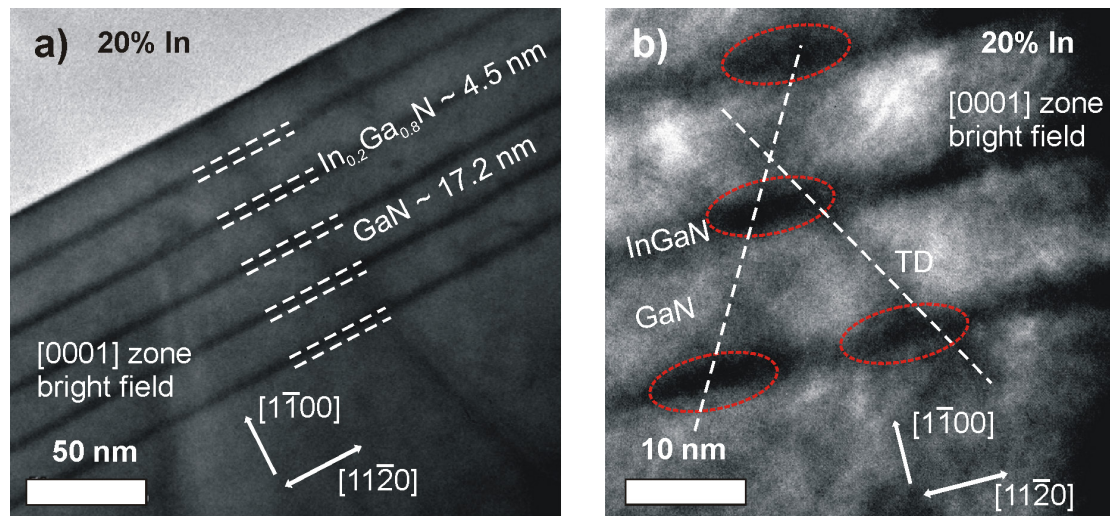 a) 20% In
In₀.₂Ga₀.₈N ~ 4.5 nm
GaN ~ 17.2 nm
[0001] zone
bright field
50 nm
[11̅00]
[112̅0]
b) 20% In
[0001] zone
bright field
InGaN
TD
GaN
10 nm
[11̅00]
[112̅0]